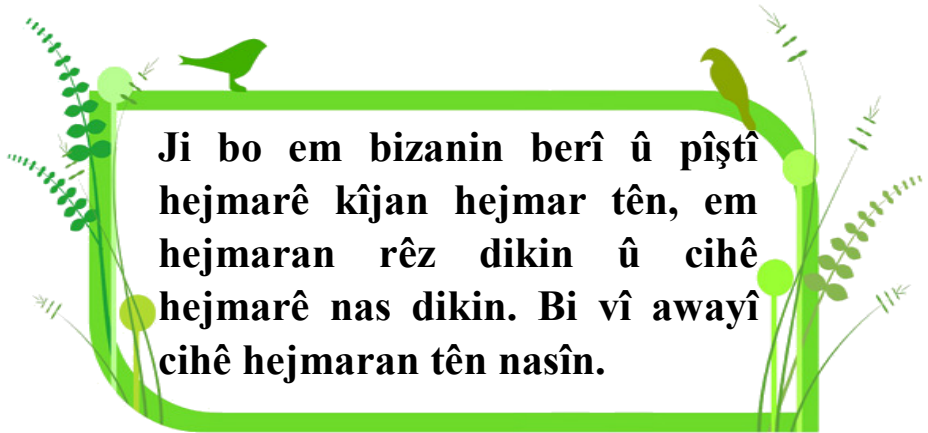 Ji bo em bizanin berî û pîştî
hejmarê kîjan hejmar tên, em
hejmaran rêz dikin û cihê
hejmarê nas dikin. Bi vî awayî
cihê hejmaran tên nasîn.